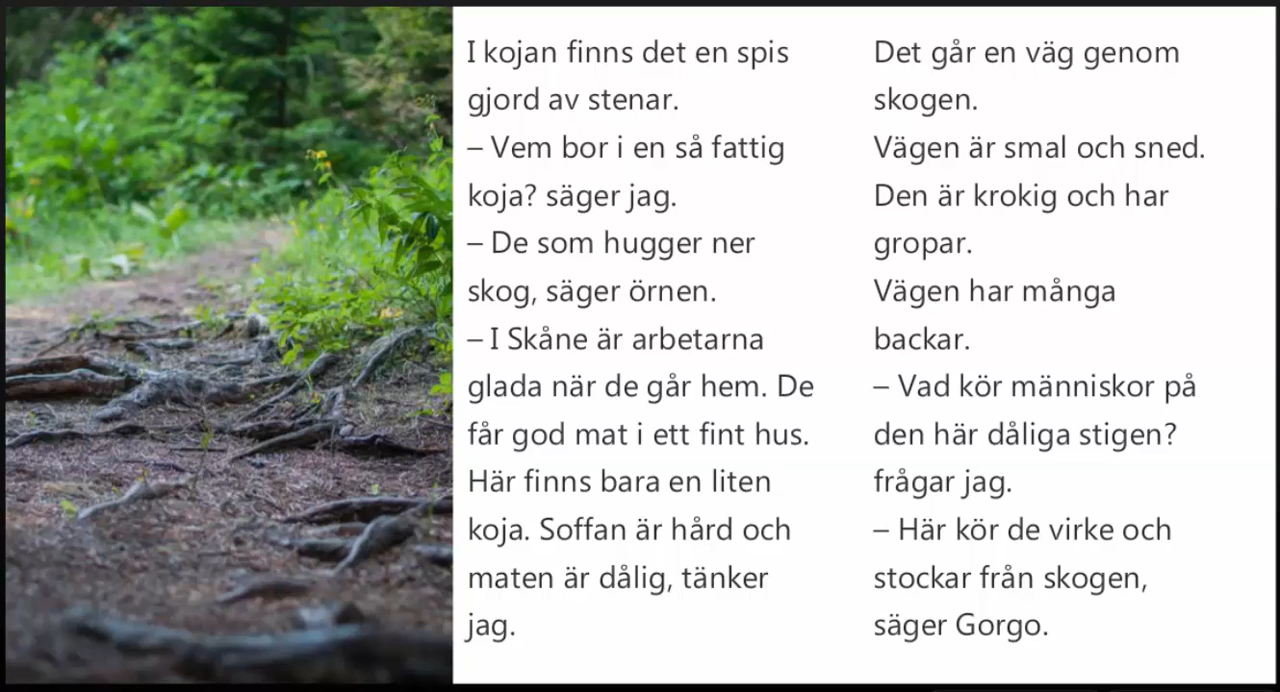 I kojan finns det en spis
gjord av stenar.
– Vem bor i en så fattig
koja? säger jag.
– De som hugger ner
skog, säger örnen.
– I Skåne är arbetarna
glada när de går hem. De
får god mat i ett fint hus.
Här finns bara en liten
koja. Soffan är hård och
maten är dålig, tänker
jag.
Det går en väg genom
skogen.
Vägen är smal och sned.
Den är krokig och har
gropar.
Vägen har många
backar.
– Vad kör människor på
den här dåliga stigen?
frågar jag.
– Här kör de virke och
stockar från skogen,
säger Gorgo.